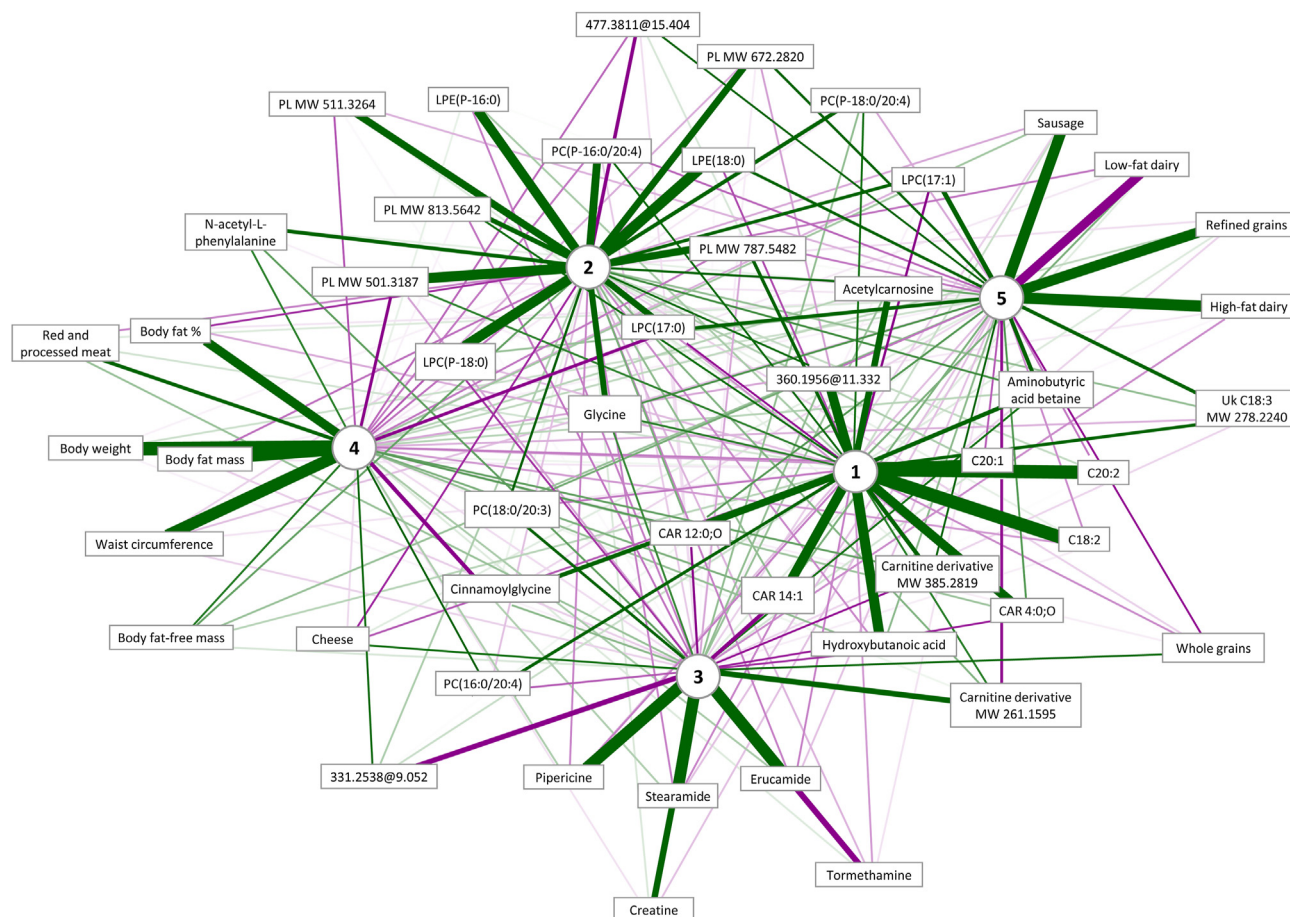 477.3811@15.404
PL MW 672.2820
PL MW 511.3264
LPE(P-16:0)
PC(P-18:0/20:4)
Sausage
PC(P-16:0/20:4)
LPE(18:0)
Low-fat dairy
LPC(17:1)
PL MW 813.5642
N-acetyl-L-
phenylalanine
Refined grains
PL MW 787.5482
2
PL MW 501.3187
Acetylcarnosine
5
High-fat dairy
Body fat %
LPC(17:0)
Red and
processed meat
LPC(P-18:0)
360.1956@11.332
Aminobutyric
acid betaine
Uk C18:3
MW 278.2240
Glycine
Body weight
Body fat mass
4
C20:1
1
C20:2
PC(18:0/20:3)
CAR 12:0;O
C18:2
Waist circumference
Carnitine derivative
MW 385.2819
Cinnamoylglycine
CAR 14:1
CAR 4:0;O
Body fat-free mass
Cheese
Hydroxybutanoic acid
Whole grains
3
PC(16:0/20:4)
Carnitine derivative
MW 261.1595
331.2538@9.052
Pipericine
Erucamide
Stearamide
Tormethamine
Creatine